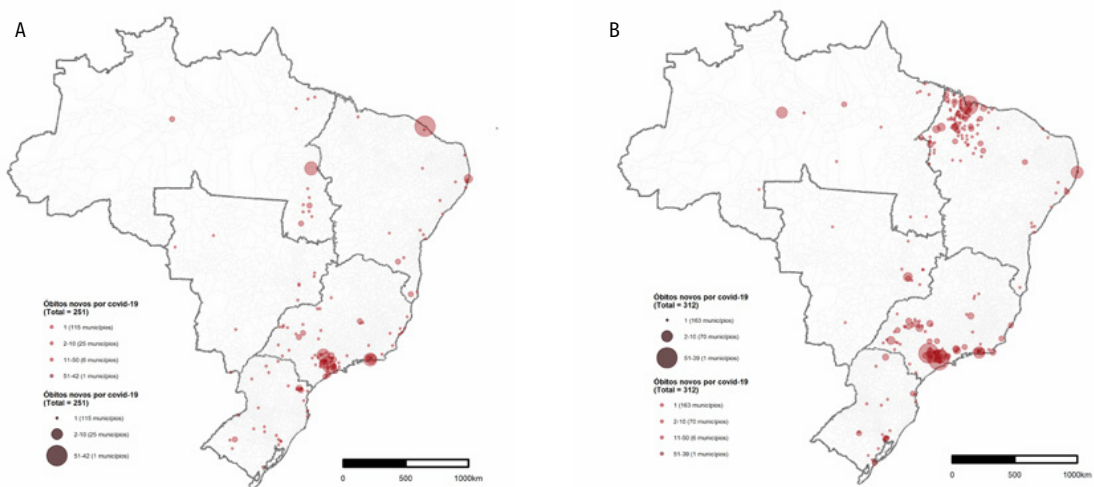 A
Óbitos novos por covid-19
(Total = 251)
1 (115 municípios)
2-10 (25 municípios)
11-50 (6 municípios)
51-42 (1 municípios)
Óbitos novos por covid-19
(Total = 251)
1 (115 municípios)
2-10 (25 municípios)
51-42 (1 municípios)
0 500 1000km
B
Óbitos novos por covid-19
(Total = 312)
1 (163 municípios)
2-10 (70 municípios)
51-39 (1 municípios)
Óbitos novos por covid-19
(Total = 312)
1 (163 municípios)
2-10 (70 municípios)
11-50 (6 municípios)
51-39 (1 municípios)
0 500 1000km